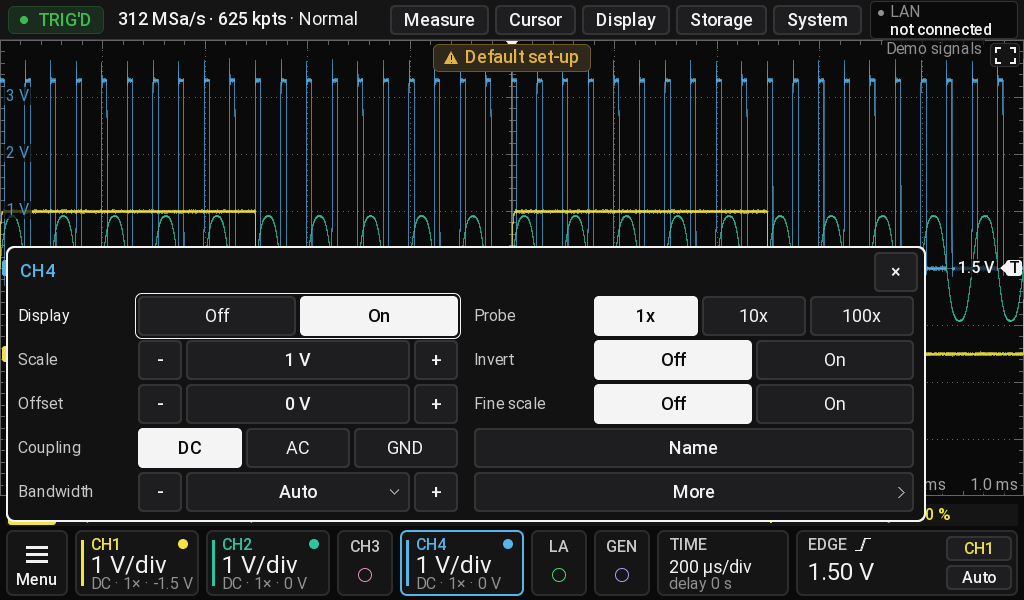 TRIG'D
312 MSa/s · 625 kpts · Normal
Measure
Cursor
Display
Storage
System
LAN
not connected
Default set-up
Demo signals
3 V
2 V
1 V
1.5 V
T
CH4
×
Display
Off
On
Probe
1x
10x
100x
Scale
-
1 V
+
Invert
Off
On
Offset
-
0 V
+
Fine scale
Off
On
Coupling
DC
AC
GND
Name
Bandwidth
-
Auto
+
More
ms
1.0 ms
0 %
Menu
CH1
1 V/div
DC · 1× · -1.5 V
CH2
1 V/div
DC · 1× · 0 V
CH3
CH4
1 V/div
DC · 1× · 0 V
LA
GEN
TIME
200 µs/div
delay 0 s
EDGE
1.50 V
CH1
Auto